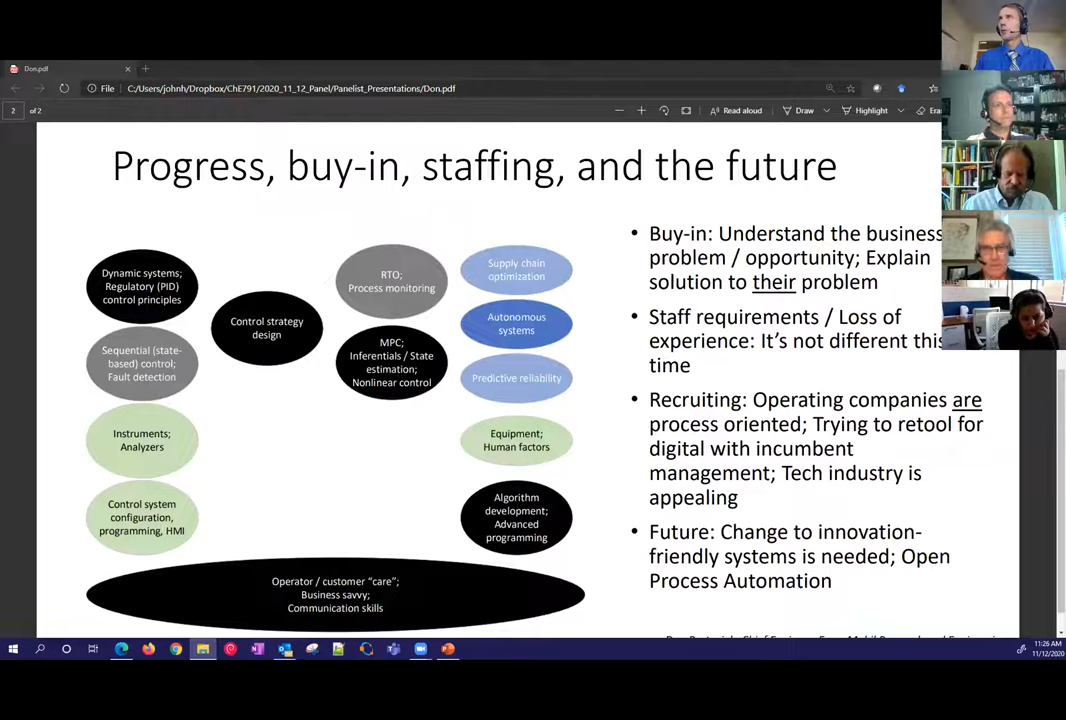 Don.pdf
File
C:/Users/johnh/Dropbox/ChE791/2020_11_12_Panel/Panelist_Presentations/Don.pdf
2
of 2
Read aloud
Draw
Highlight
Progress, buy-in, staffing, and the future
Dynamic systems;
Regulatory (PID)
control principles
Sequential (state-
based) control;
Fault detection
Instruments;
Analyzers
Control system
configuration,
programming, HMI
Control strategy
design
RTO;
Process monitoring
MPC;
Inferentials / State
estimation;
Nonlinear control
Supply chain
optimization
Autonomous
systems
Predictive reliability
Equipment;
Human factors
Algorithm
development;
Advanced
programming
Operator / customer “care”;
Business savvy;
Communication skills
• Buy-in: Understand the business
problem / opportunity; Explain
solution to their problem
• Staff requirements / Loss of
experience: It’s not different this
time
• Recruiting: Operating companies are
process oriented; Trying to retool for
digital with incumbent
management; Tech industry is
appealing
• Future: Change to innovation-
friendly systems is needed; Open
Process Automation
11:26 AM
11/12/2020